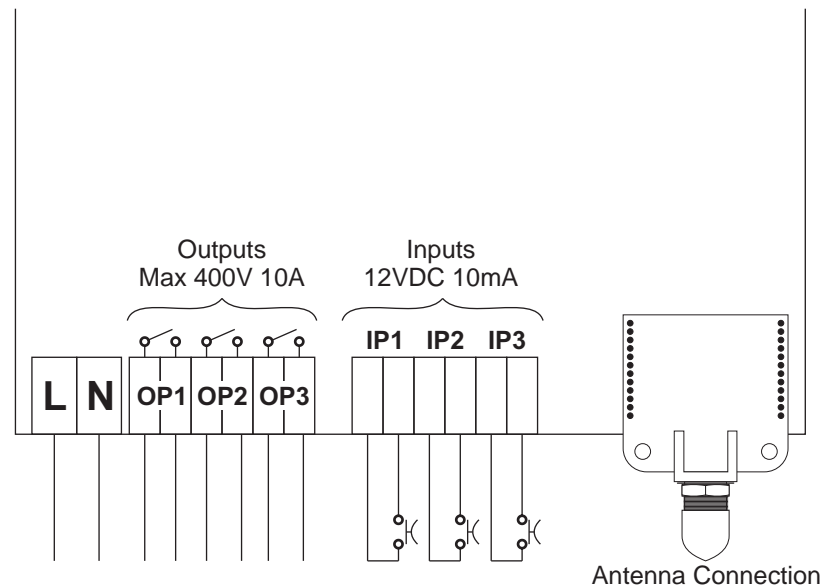 Outputs
Max 400V 10A
Inputs
12VDC 10mA
IP1 IP2 IP3
L N OP1 OP2 OP3
Antenna Connection